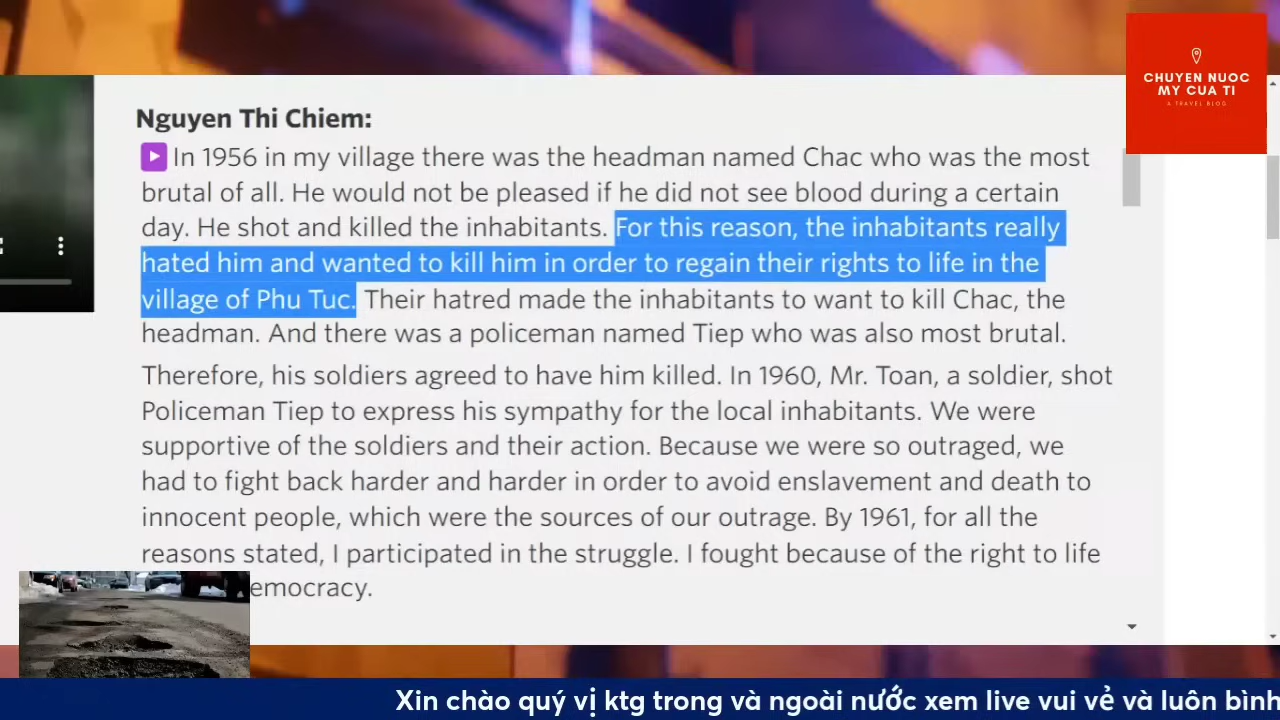 CHUYEN NUOC
MY CUA TI
A TRAVEL BLOG
Nguyen Thi Chiem:
In 1956 in my village there was the headman named Chac who was the most
brutal of all. He would not be pleased if he did not see blood during a certain
day. He shot and killed the inhabitants. For this reason, the inhabitants really
hated him and wanted to kill him in order to regain their rights to life in the
village of Phu Tuc. Their hatred made the inhabitants to want to kill Chac, the
headman. And there was a policeman named Tiep who was also most brutal.
Therefore, his soldiers agreed to have him killed. In 1960, Mr. Toan, a soldier, shot
Policeman Tiep to express his sympathy for the local inhabitants. We were
supportive of the soldiers and their action. Because we were so outraged, we
had to fight back harder and harder in order to avoid enslavement and death to
innocent people, which were the sources of our outrage. By 1961, for all the
reasons stated, I participated in the struggle. I fought because of the right to life
emocracy.
Xin chào quý vị ktg trong và ngoài nước xem live vui vẻ và luôn bình